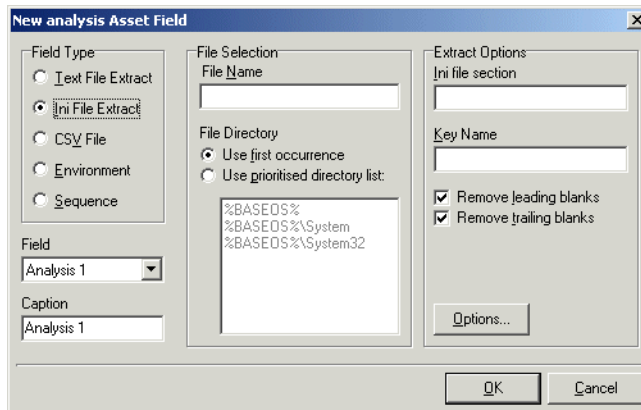 New analysis Asset Field
Field Type
Text File Extract
Ini File Extract
CSV File
Environment
Sequence
Field
Analysis 1
Caption
Analysis 1
File Selection
File Name
File Directory
Use first occurrence
Use prioritised directory list:
%BASEOS%
%BASEOS%\System
%BASEOS%\System32
Extract Options
Ini file section
Key Name
Remove leading blanks
Remove trailing blanks
Options...
OK
Cancel